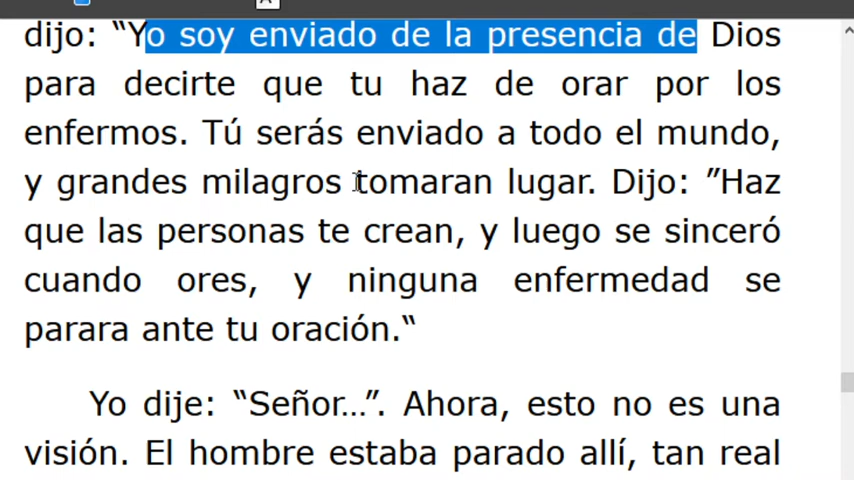 dijo: “Yo soy enviado de la presencia de Dios
para decirte que tu haz de orar por los
enfermos. Tú serás enviado a todo el mundo,
y grandes milagros tomaran lugar. Dijo: ”Haz
que las personas te crean, y luego se sinceró
cuando ores, y ninguna enfermedad se
parara ante tu oración.“
Yo dije: “Señor…”. Ahora, esto no es una
visión. El hombre estaba parado allí, tan real